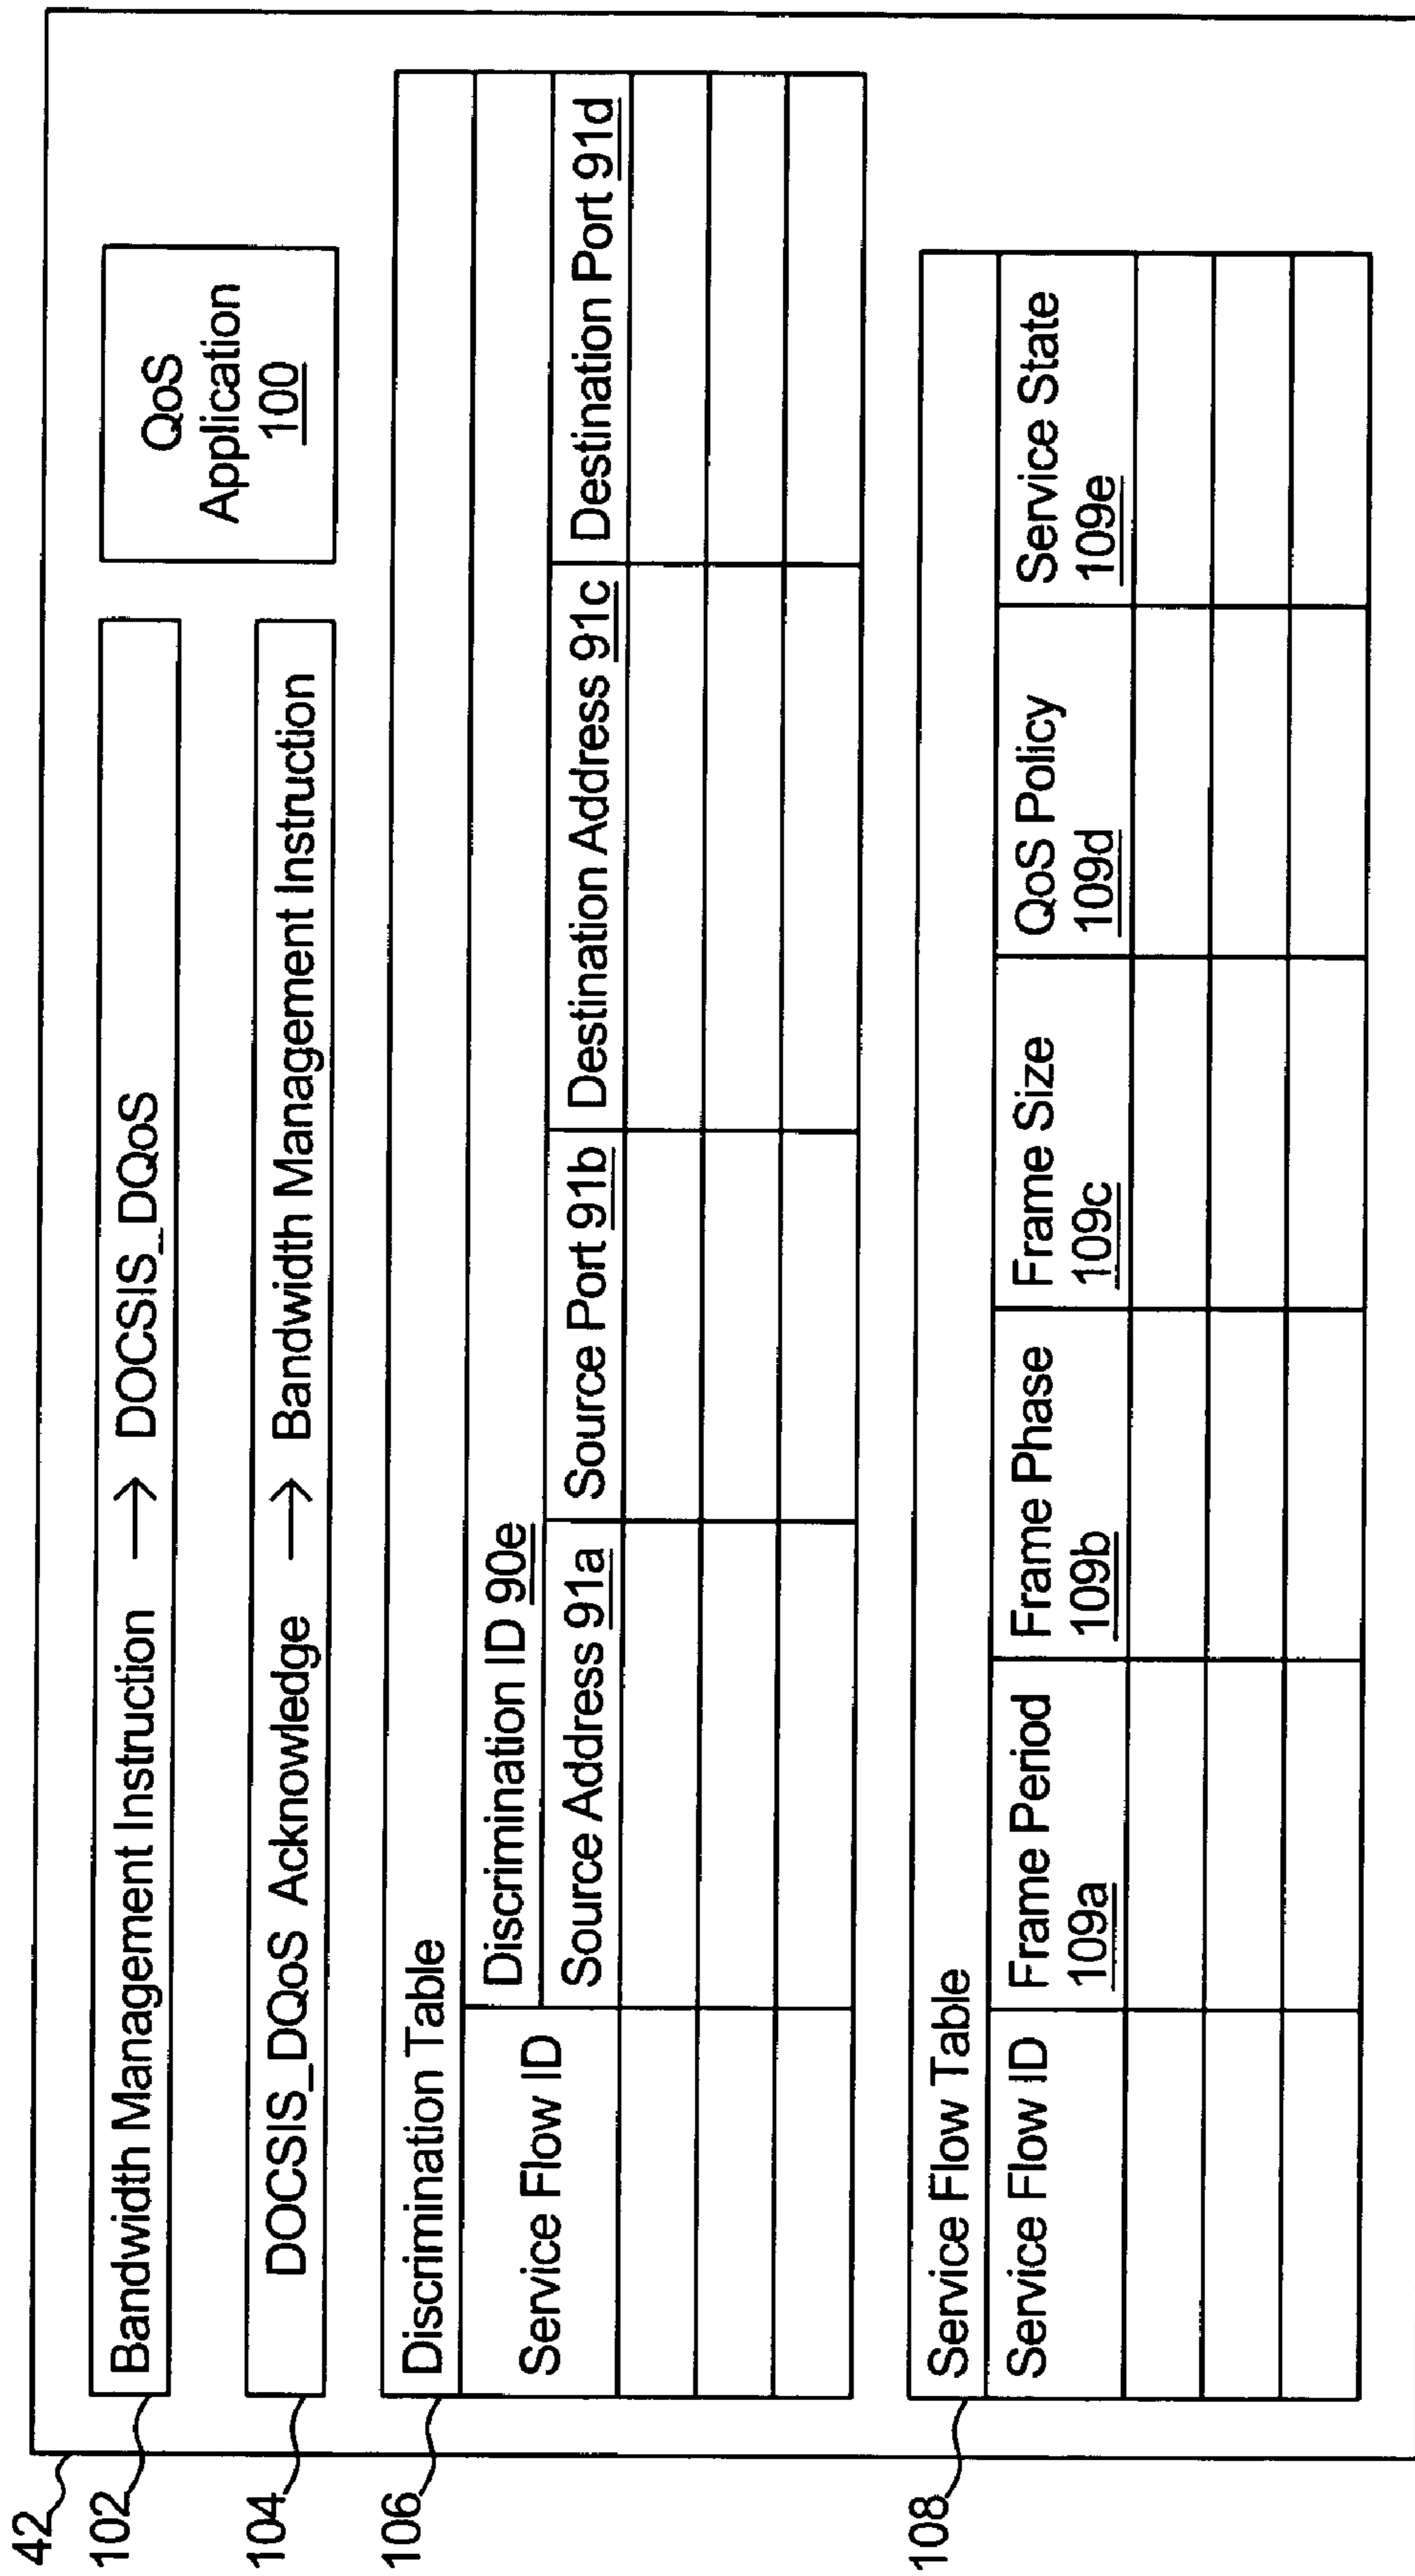 42
102
Bandwidth Management Instruction → DOCSIS_DQoS
QoS
Application
100
104
DOCSIS_DQoS Acknowledge → Bandwidth Management Instruction
106
Discrimination Table
Service Flow ID
Discrimination ID 90e
Source Address 91a
Source Port 91b
Destination Address 91c
Destination Port 91d
108
Service Flow Table
Service Flow ID
Frame Period
109a
Frame Phase
109b
Frame Size
109c
QoS Policy
109d
Service State
109e